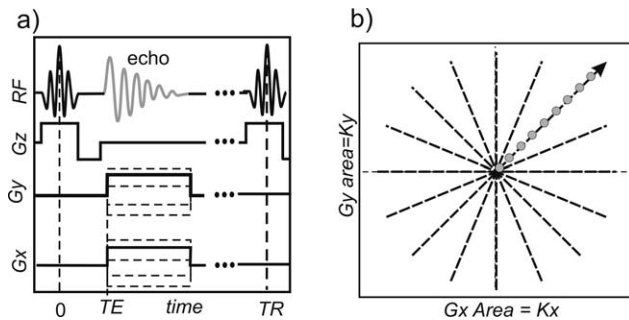 a)
echo
RF
Gz
Gy
Gx
0
TE
time
TR
b)
Gy area=Ky
Gx Area = Kx